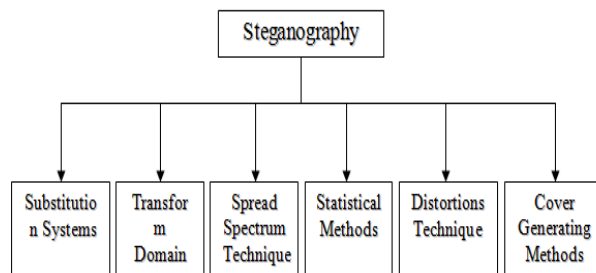 Steganography
Substitutio
n Systems
Transfor
m
Domain
Spread
Spectrum
Technique
Statistical
Methods
Distortions
Technique
Cover
Generating
Methods